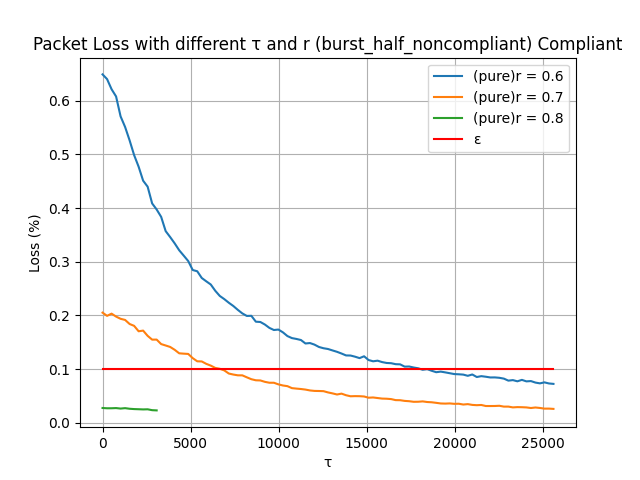 Packet Loss with different τ and r (burst_half_noncompliant) Compliant
(pure)r = 0.6
(pure)r = 0.7
(pure)r = 0.8
ε
Loss (%)
0.6
0.5
0.4
0.3
0.2
0.1
0.0
0 5000 10000 15000 20000 25000
τ